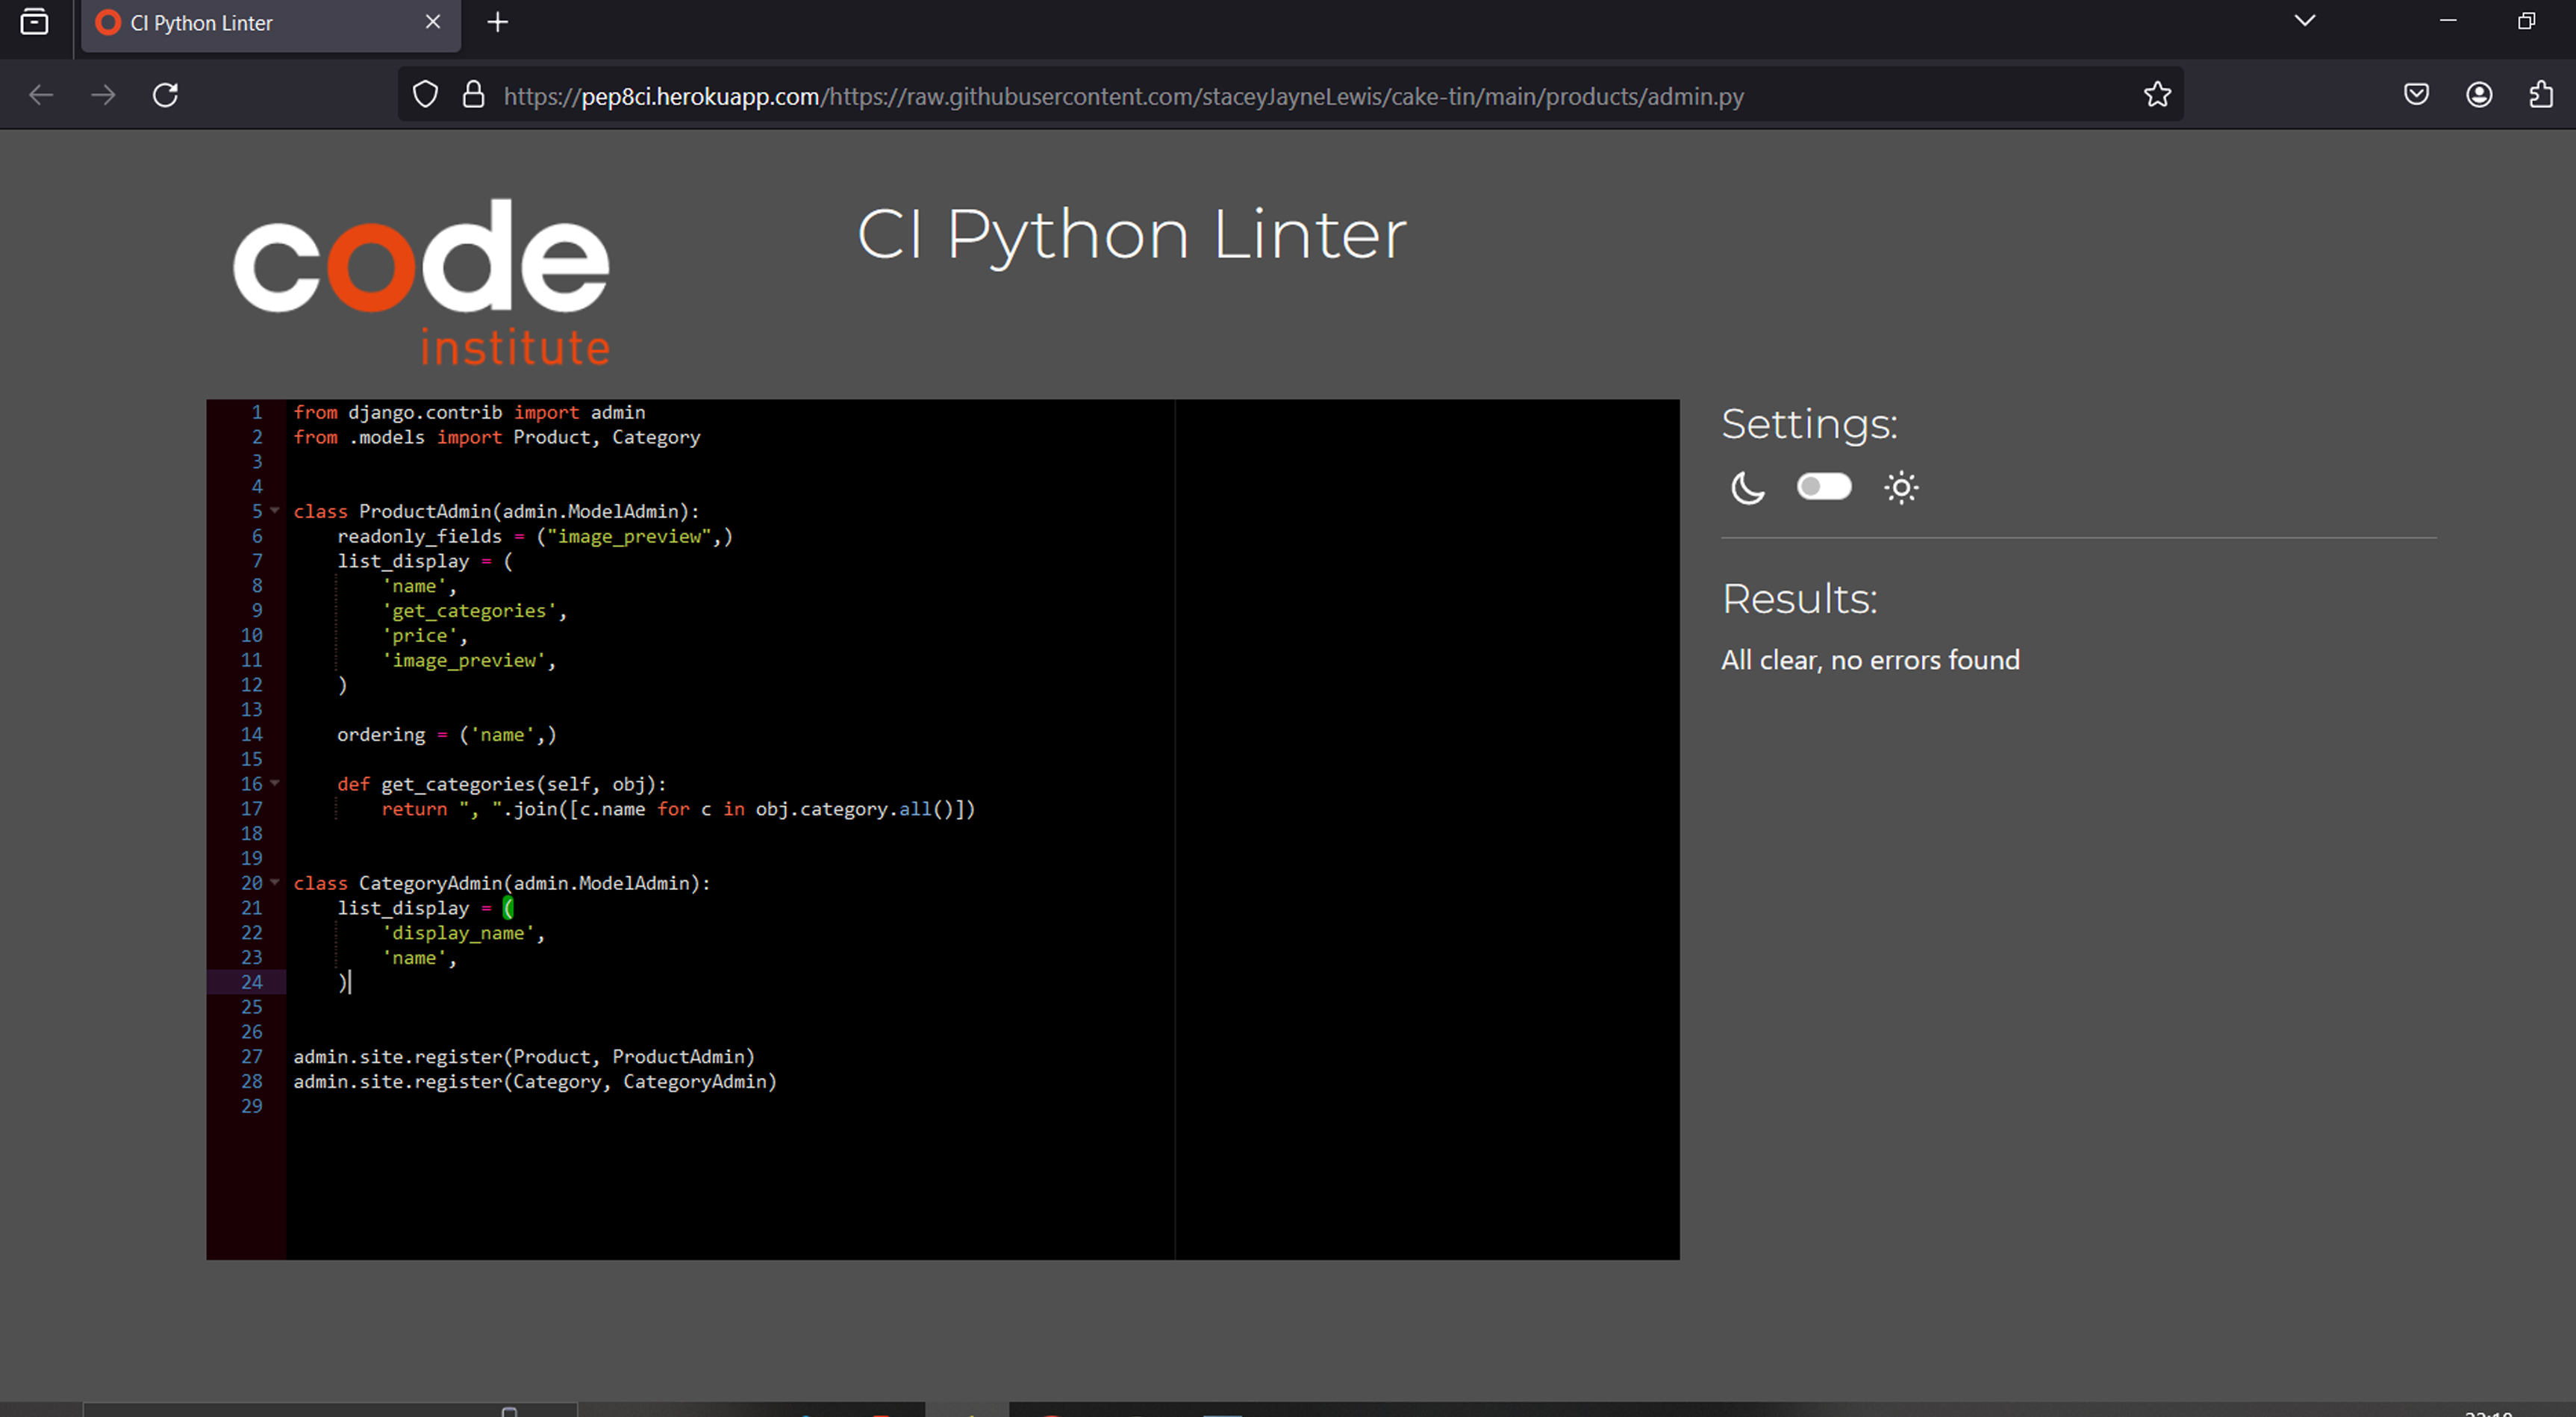 CI Python Linter
https://pep8ci.herokuapp.com/https://raw.githubusercontent.com/staceyJayneLewis/cake-tin/main/products/admin.py
code
institute
CI Python Linter
1 from django.contrib import admin
2 from .models import Product, Category
3
4
5 class ProductAdmin(admin.ModelAdmin):
6     readonly_fields = ("image_preview",)
7     list_display = (
8         'name',
9         'get_categories',
10         'price',
11         'image_preview',
12     )
13
14     ordering = ('name',)
15
16     def get_categories(self, obj):
17         return ", ".join([c.name for c in obj.category.all()])
18
19
20 class CategoryAdmin(admin.ModelAdmin):
21     list_display = (
22         'display_name',
23         'name',
24     )
25
26
27 admin.site.register(Product, ProductAdmin)
28 admin.site.register(Category, CategoryAdmin)
29
Settings:
Results:
All clear, no errors found